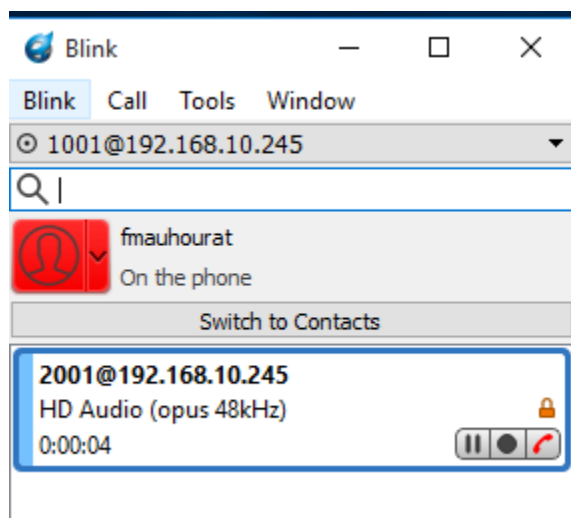 Blink
Blink Call Tools Window
1001@192.168.10.245
fmauhourat
On the phone
Switch to Contacts
2001@192.168.10.245
HD Audio (opus 48kHz)
0:00:04